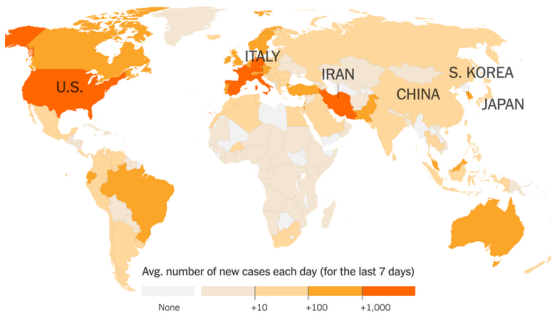 ITALY
IRAN
S. KOREA
U.S.
CHINA
JAPAN
Avg. number of new cases each day (for the last 7 days)
None +10 +100 +1,000